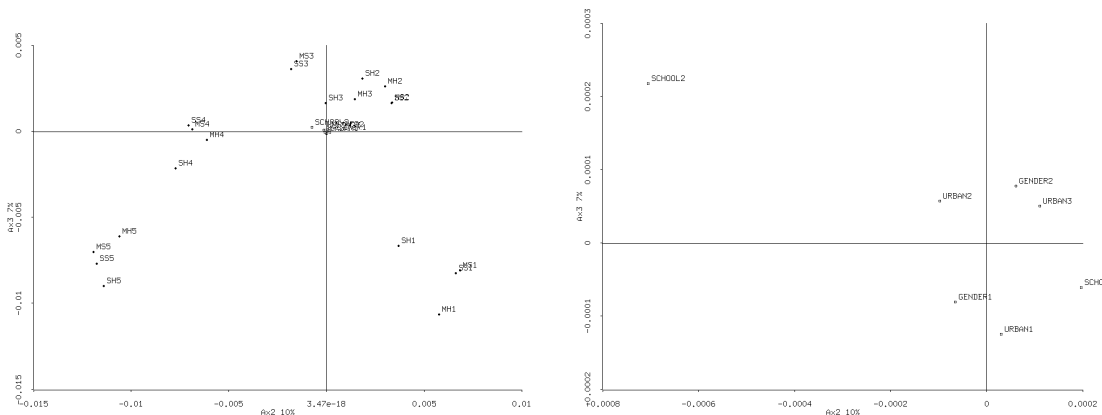 0.0003
0.005
MS3
SS3
SH2
MH2
SCHOOL2
0.0002
MH3
SH3
SS4
MS4
0
MH4
0.0001
GENDER2
SH4
URBAN2
URBAN3
Ax3 7%
-0.005
Ax3 7%
0
MH5
SH1
MS5
MS1
SS5
SS1
SCHO
SH5
GENDER1
-0.0001
-0.01
MH1
URBAN1
-0.015
-0.0002
-0.015
-0.01
-0.005
3.47e-18
0.005
0.01
-0.0008
-0.0006
-0.0004
-0.0002
0
0.0002
Ax2 10%
Ax2 10%